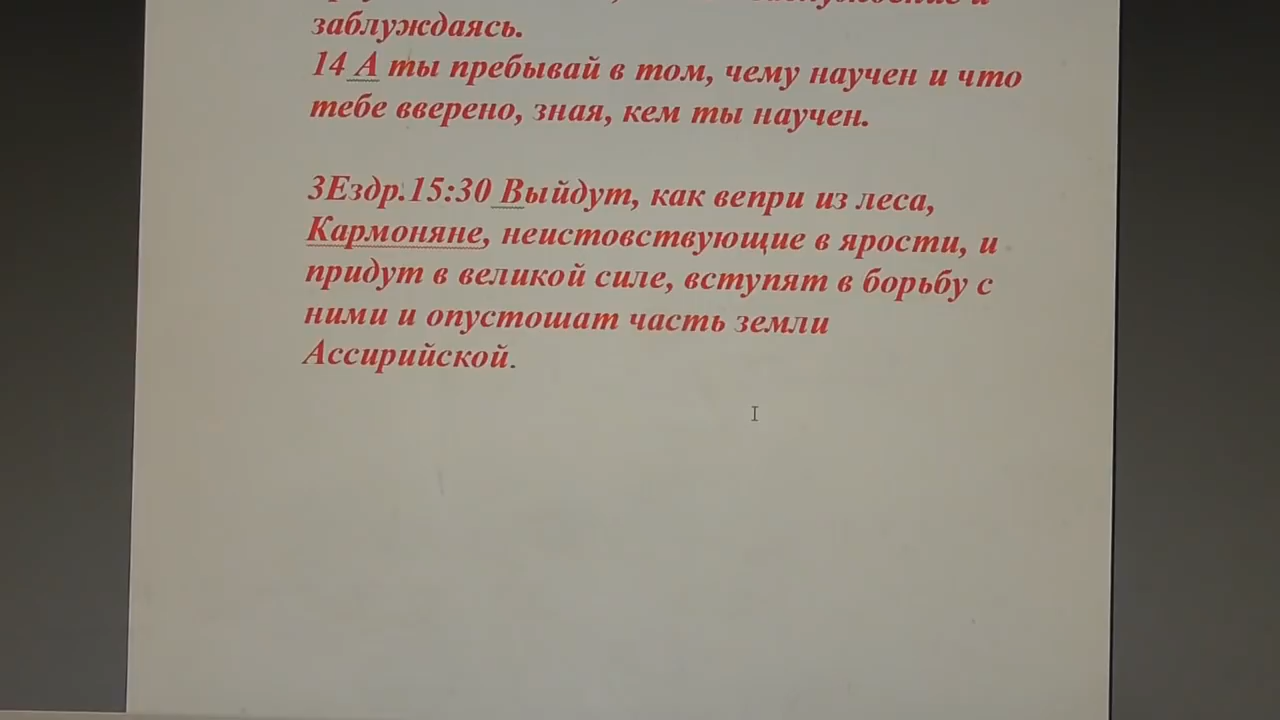 заблуждаясь.
14 А ты пребывай в том, чему научен и что
тебе вверено, зная, кем ты научен.
3Ездр.15:30 Выйдут, как вепри из леса,
Кармоняне, неистовствующие в ярости, и
придут в великой силе, вступят в борьбу с
ними и опустошат часть земли
Ассирийской.